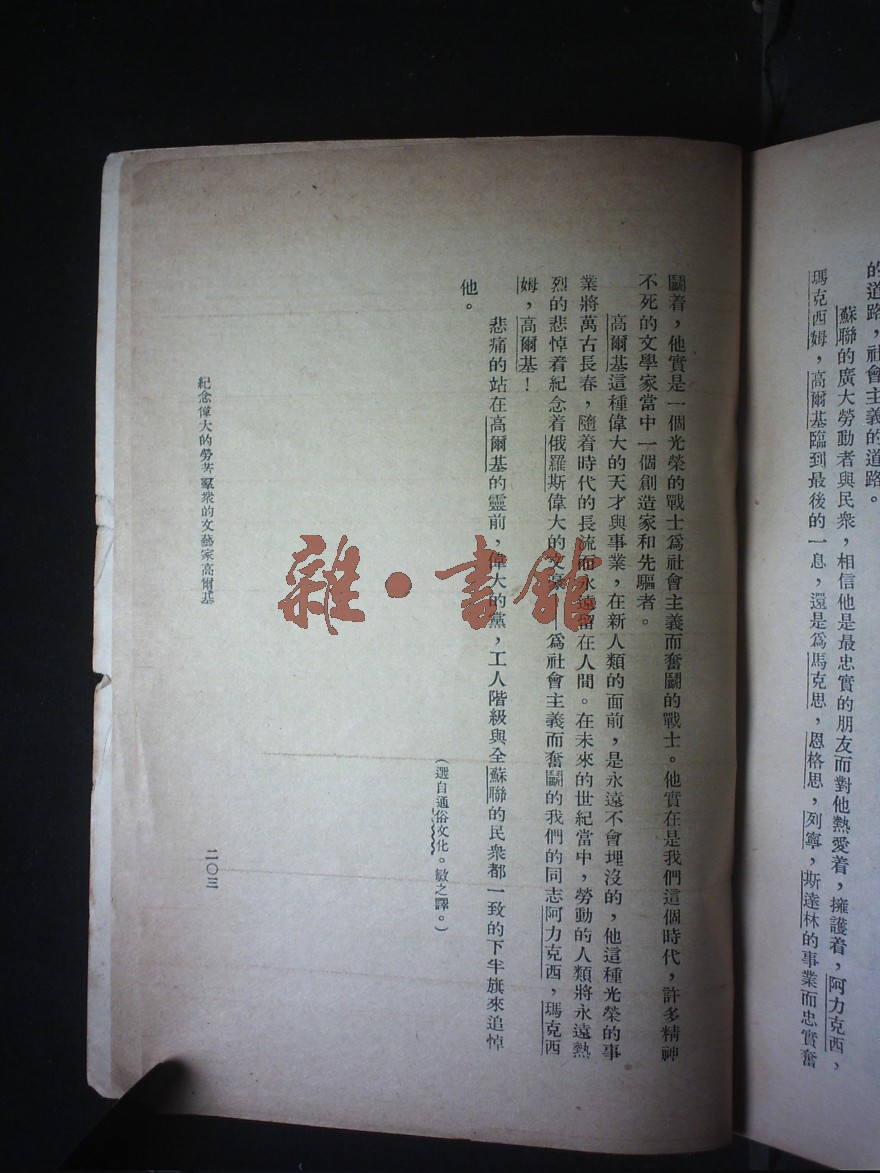 的道路，社會主義的道路。
蘇聯的廣大勞動者與民衆，相信他是最忠實的朋友而對他熱愛着，擁護着，阿力克西，
瑪克西姆，高爾基臨到最後的一息，還是爲馬克思，恩格思，列寧，斯達林的事業而忠實奮
鬭着，他實是一個光榮的戰士爲社會主義而奮鬭的戰士。他實在是我們這個時代，許多精神
不死的文學家當中一個創造家和先驅者。
高爾基這種偉大的天才與事業，在新人類的面前，是永遠不會埋沒的，他這種光榮的事
業將萬古長春，隨着時代的長流而永遠留在人間。在未來的世紀當中，勞動的人類將永遠熱
烈的悲悼着紀念着俄羅斯偉大的文豪爲社會主義而奮鬭的我們的同志阿力克西，瑪克西
姆，高爾基！
悲痛的站在高爾基的靈前，偉大的黨，工人階級與全蘇聯的民衆都一致的下半旗來追悼
他。
（選自通俗文化。敏之譯。）
紀念偉大的勞苦羣衆的文藝家高爾基
二〇三
雜・書館